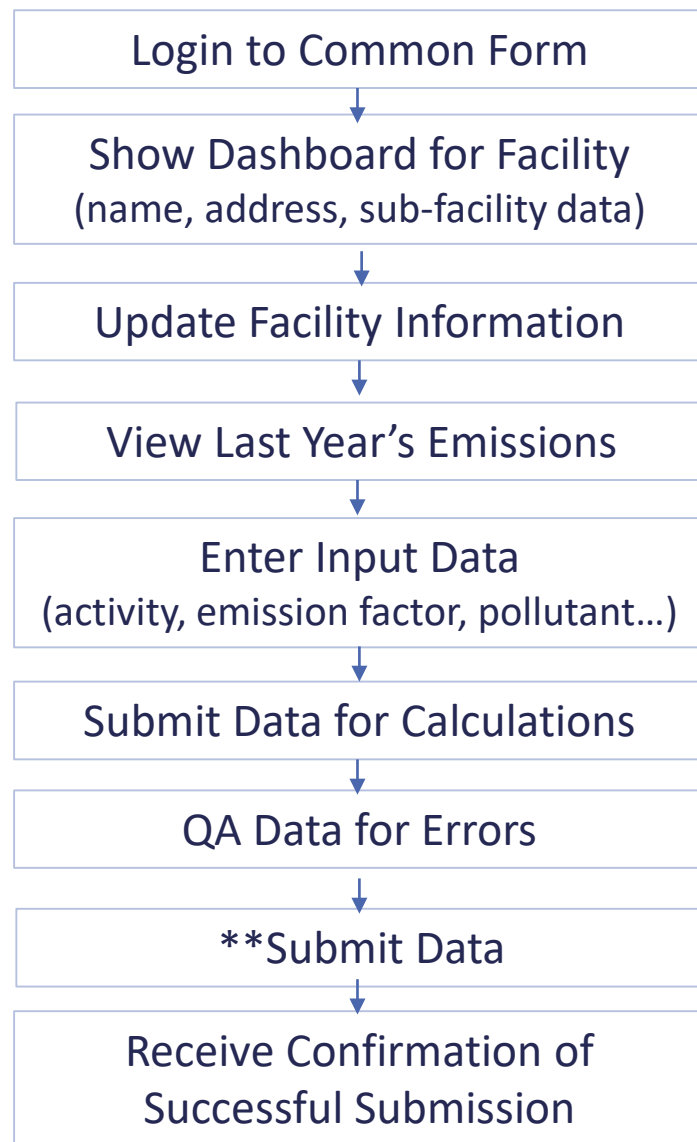 Login to Common Form
Show Dashboard for Facility
(name, address, sub-facility data)
Update Facility Information
View Last Year’s Emissions
Enter Input Data
(activity, emission factor, pollutant…)
Submit Data for Calculations
QA Data for Errors
**Submit Data
Receive Confirmation of
Successful Submission